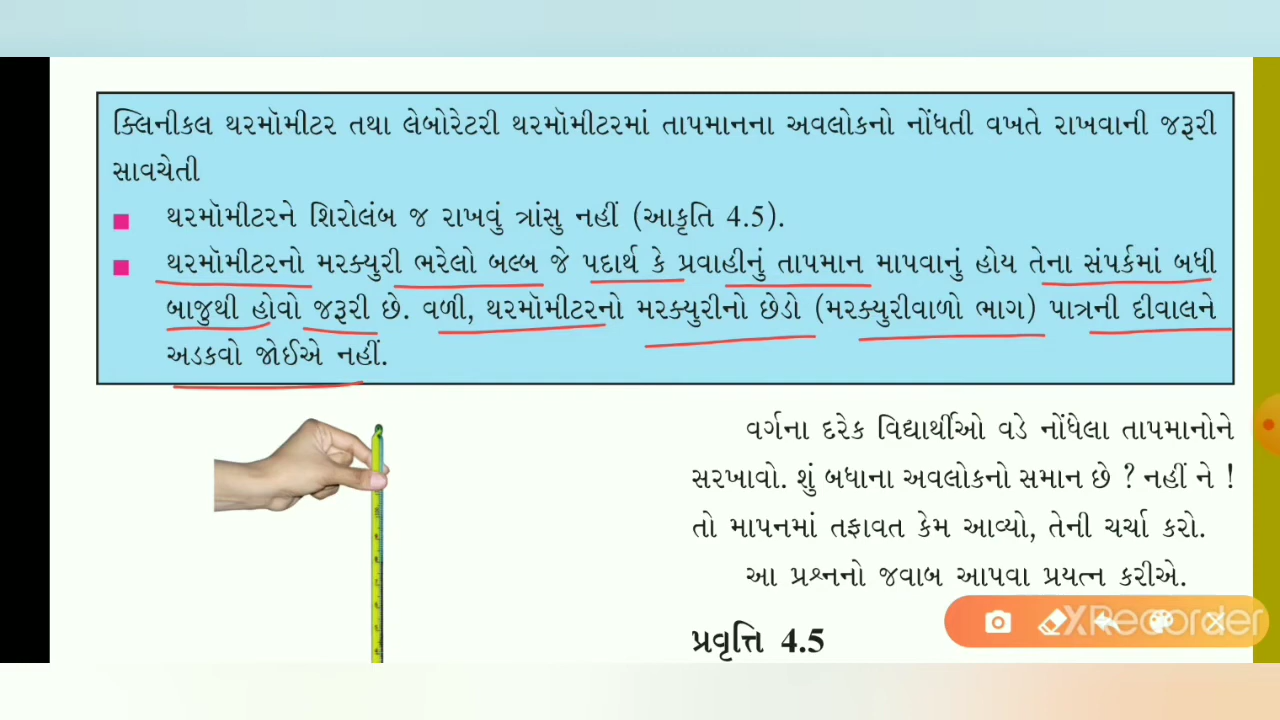 ક્લિનીકલ થરમૉમીટર તથા લેબોરેટરી થરમૉમીટરમાં તાપમાનના અવલોકનો નોંધતી વખતે રાખવાની જરૂરી
સાવચેતી
■ થરમૉમીટરને શિરોલંબ જ રાખવું ત્રાંસુ નહીં (આકૃતિ 4.5).
■ થરમૉમીટરનો મરક્યુરી ભરેલો બલ્બ જે પદાર્થ કે પ્રવાહીનું તાપમાન માપવાનું હોય તેના સંપર્કમાં બધી
બાજુથી હોવો જરૂરી છે. વળી, થરમૉમીટરનો મરક્યુરીનો છેડો (મરક્યુરીવાળો ભાગ) પાત્રની દીવાલને
અડકવો જોઈએ નહીં.
વર્ગના દરેક વિદ્યાર્થીઓ વડે નોંધેલા તાપમાનોને
સરખાવો. શું બધાના અવલોકનો સમાન છે ? નહીં ને !
તો માપનમાં તફાવત કેમ આવ્યો, તેની ચર્ચા કરો.
આ પ્રશ્નનો જવાબ આપવા પ્રયત્ન કરીએ.
XRecorder
પ્રવૃત્તિ 4.5